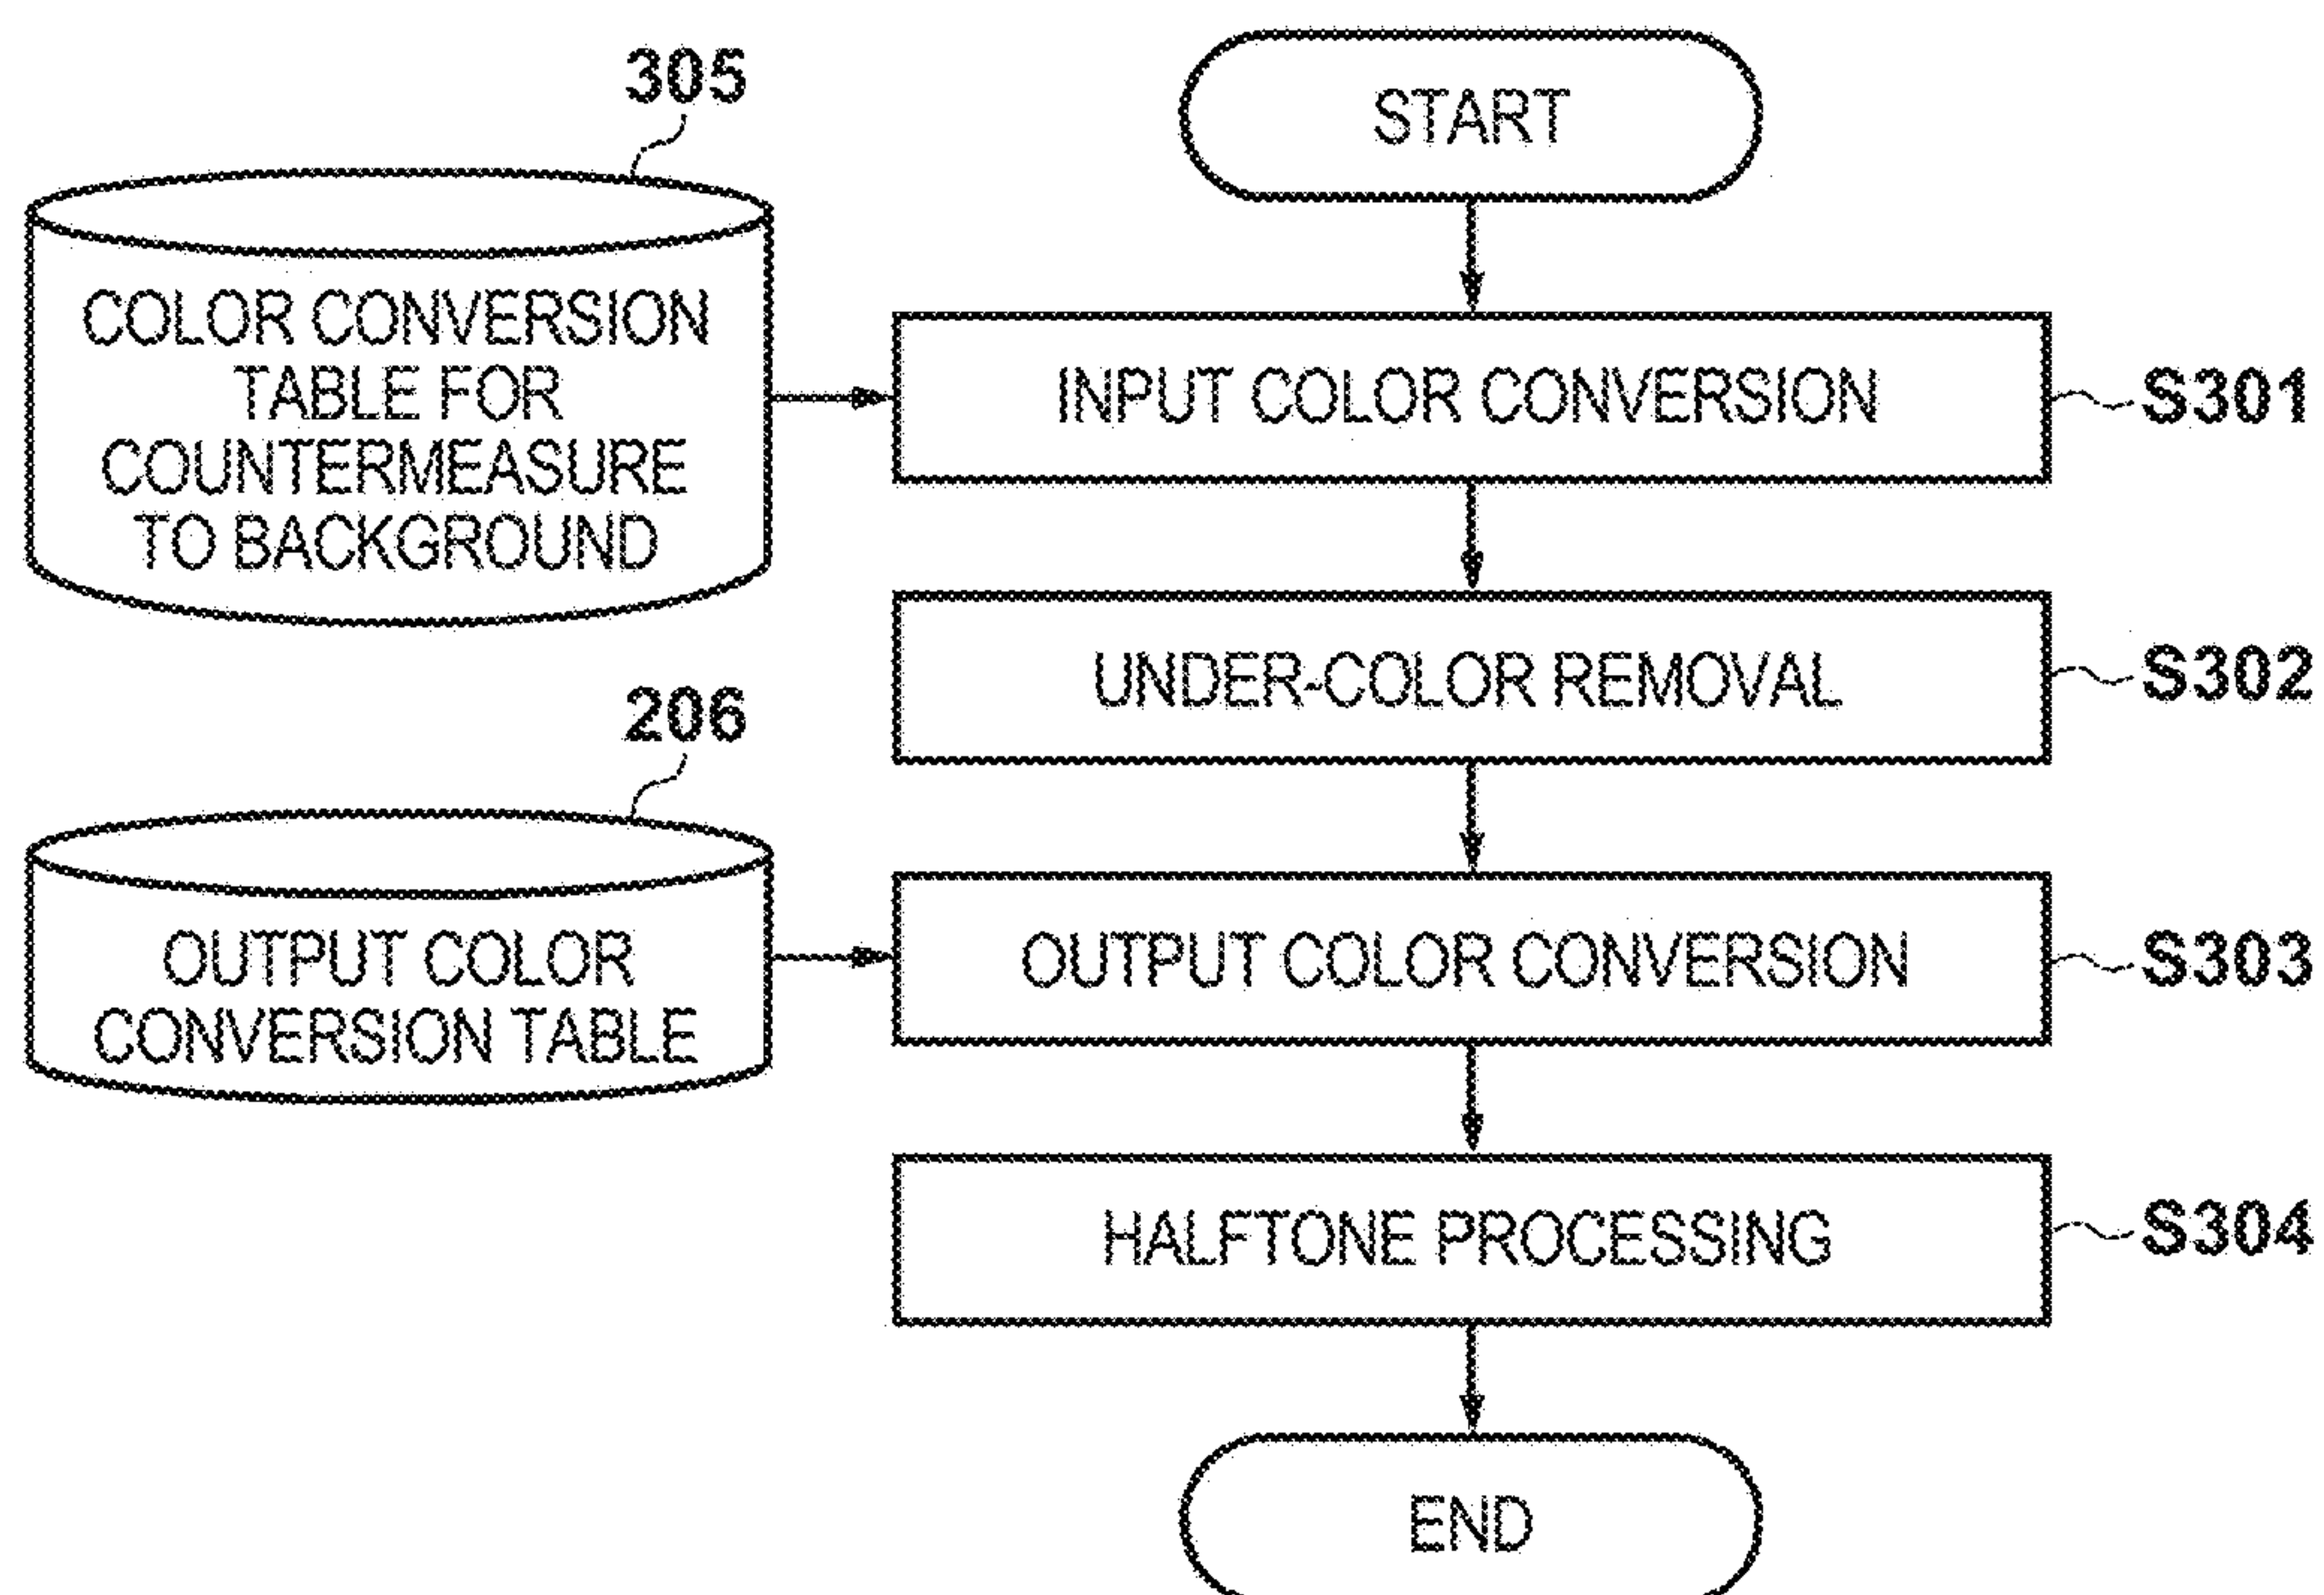 START
305
COLOR CONVERSION
TABLE FOR
COUNTERMEASURE
TO BACKGROUND
INPUT COLOR CONVERSION
S301
UNDER-COLOR REMOVAL
S302
206
OUTPUT COLOR
CONVERSION TABLE
OUTPUT COLOR CONVERSION
S303
HALFTONE PROCESSING
S304
END